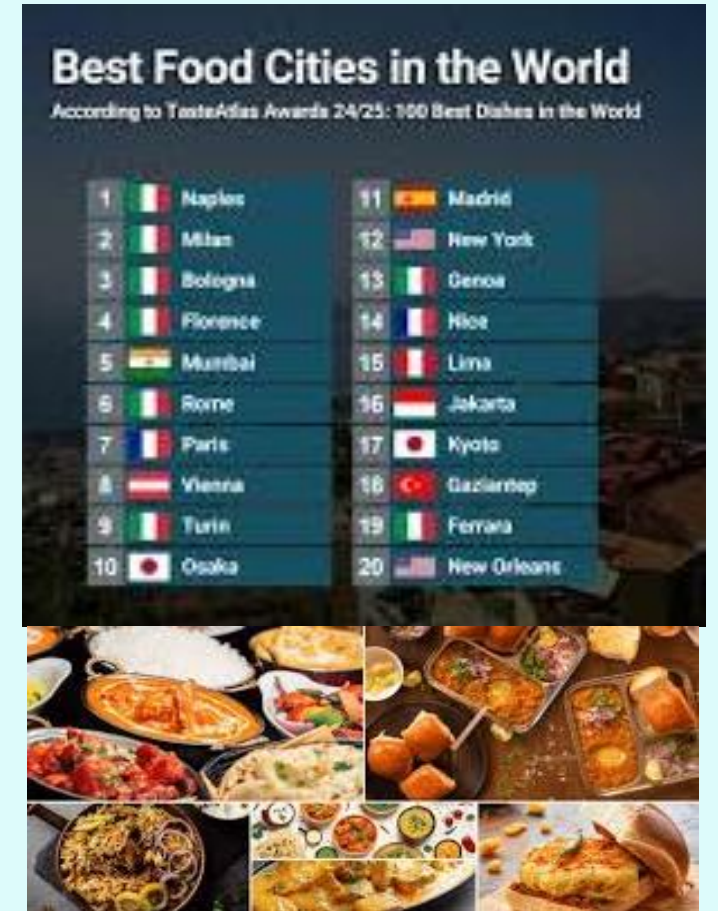 Best Food Cities in the World
According to TasteAtlas Awards 24/25: 100 Best Dishes in the World
1 Naples
2 Milan
3 Bologna
4 Florence
5 Mumbai
6 Rome
7 Paris
8 Vienna
9 Turin
10 Osaka
11 Madrid
12 New York
13 Genoa
14 Nice
15 Lima
16 Jakarta
17 Kyoto
18 Gaziantep
19 Ferrara
20 New Orleans